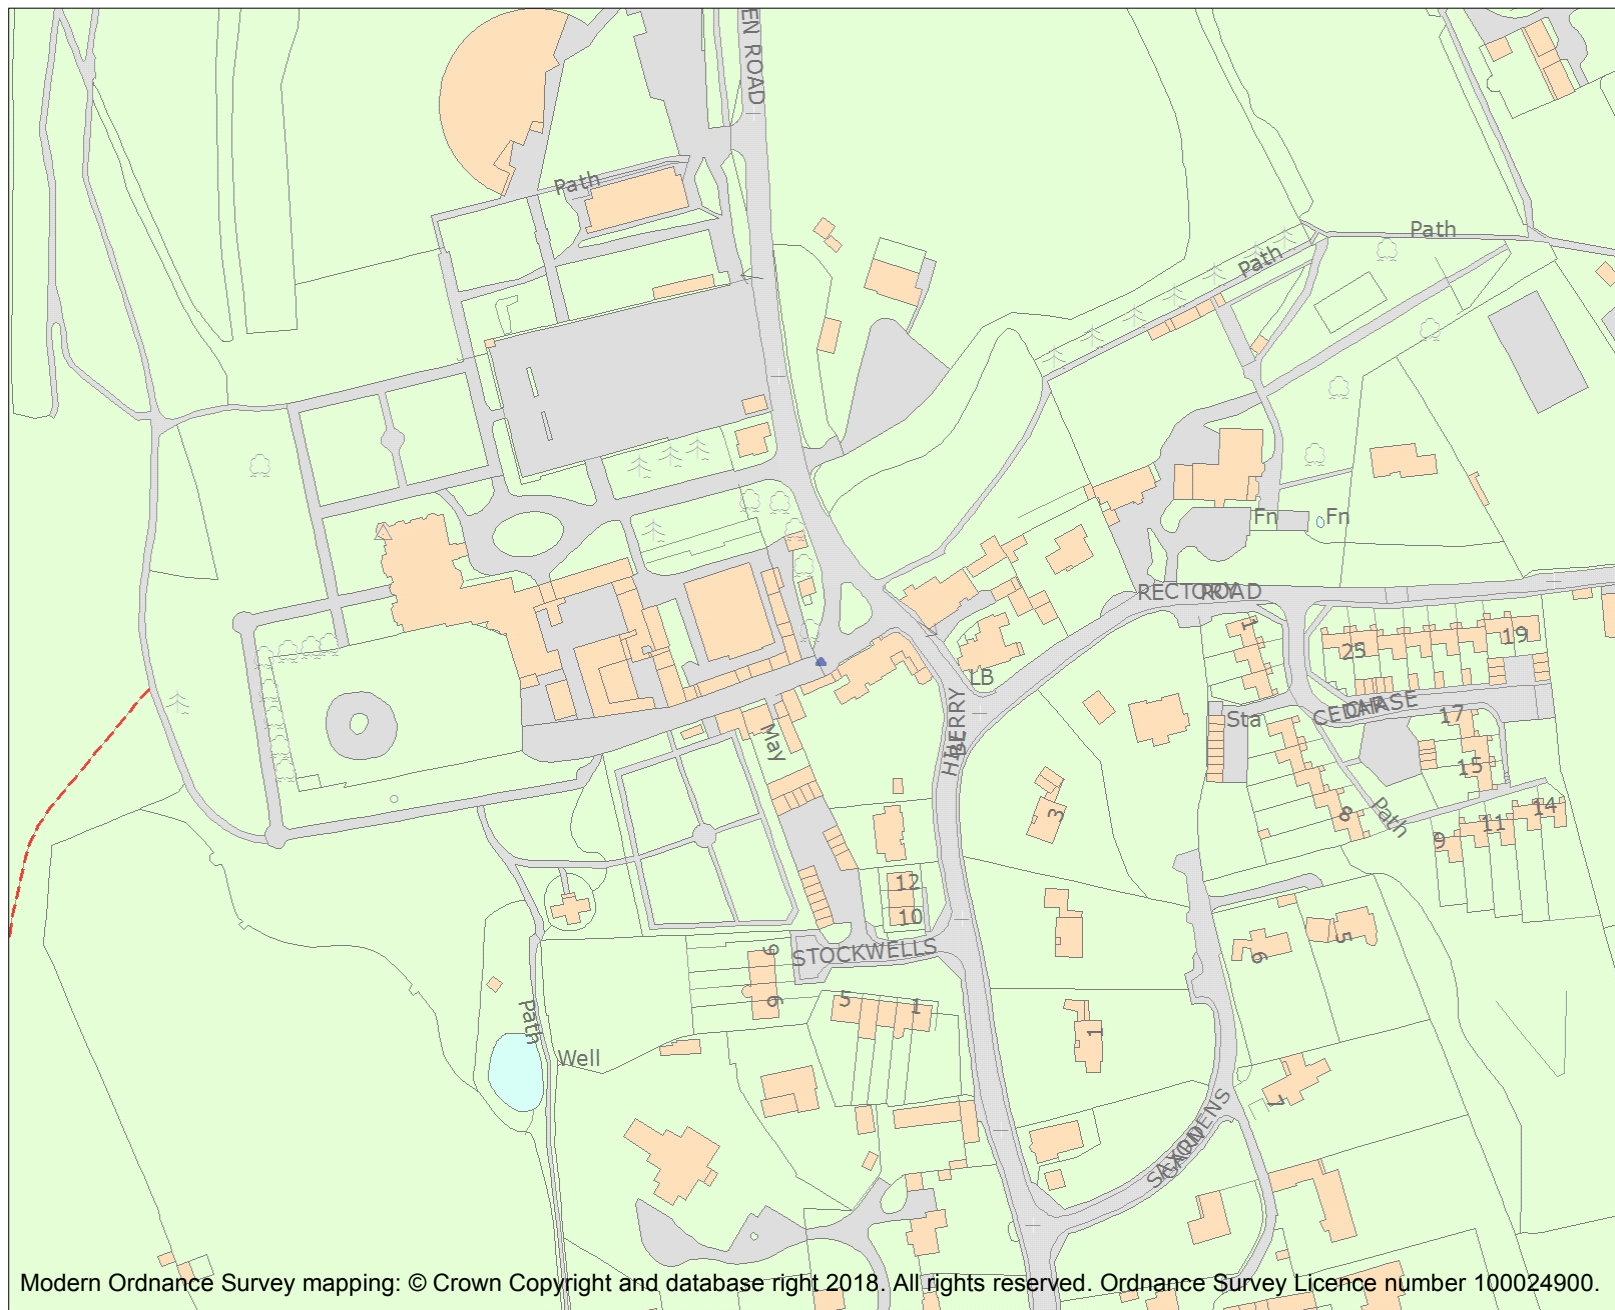 EN ROAD
Path
Path
Path
Fn
Fn
RECTORY
ROAD
1
25
19
LB
CEDAR
CHASE
Sta
17
HILL
BERRY
May
15
3
8
Path
14
11
9
12
10
STOCKWELLS
9
6
5
6
5
1
Path
Well
1
7
SAXON
GARDENS
Modern Ordnance Survey mapping: © Crown Copyright and database right 2018. All rights reserved. Ordnance Survey Licence number 100024900.